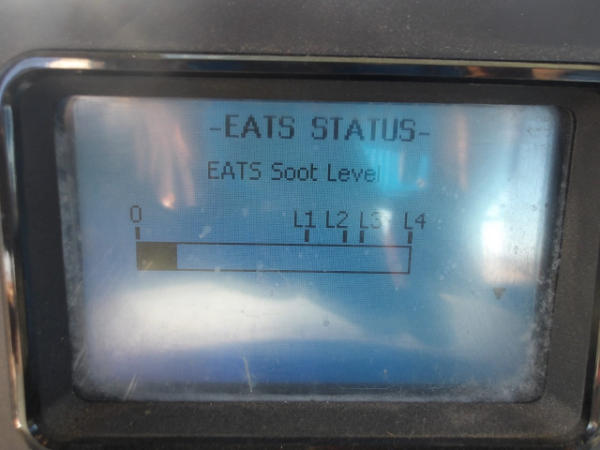 -EATS STATUS-
EATS Soot Level
0 L1 L2 L3 L4